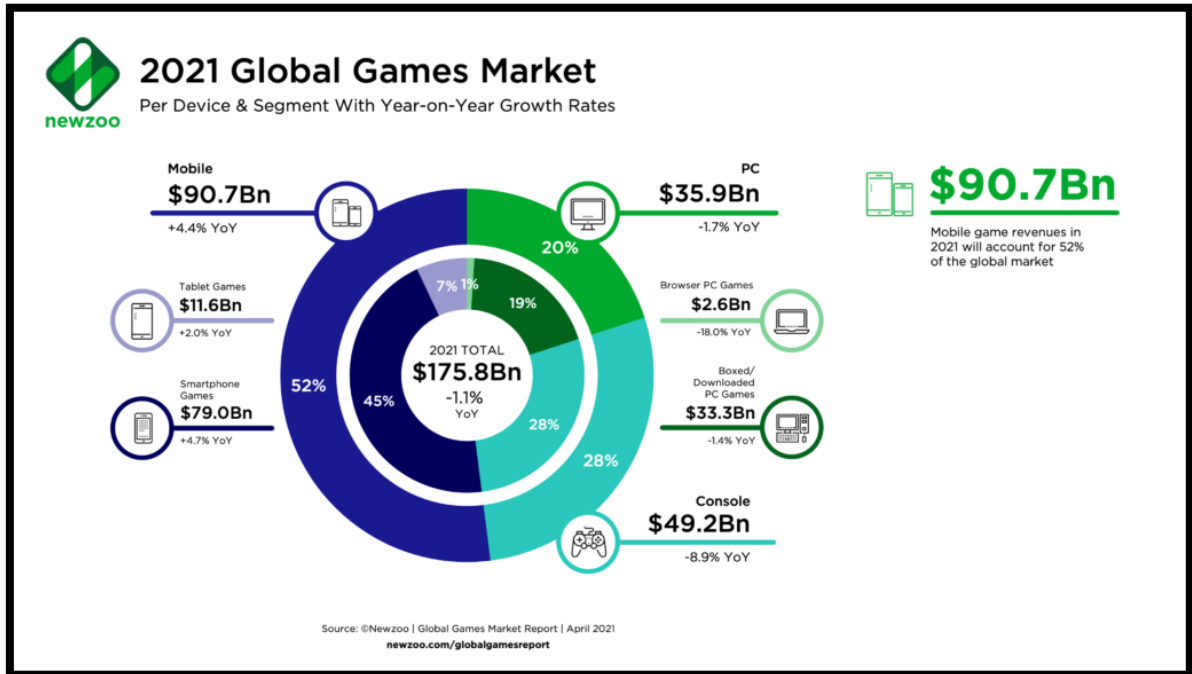 newzoo
2021 Global Games Market
Per Device & Segment With Year-on-Year Growth Rates
Mobile
$90.7Bn
+4.4% YoY
Tablet Games
$11.6Bn
+2.0% YoY
Smartphone
Games
$79.0Bn
+4.7% YoY
52%
20%
28%
7%
1%
19%
45%
28%
2021 TOTAL
$175.8Bn
-1.1%
YoY
PC
$35.9Bn
-1.7% YoY
Browser PC Games
$2.6Bn
-18.0% YoY
Boxed/
Downloaded
PC Games
$33.3Bn
-1.4% YoY
Console
$49.2Bn
-8.9% YoY
$90.7Bn
Mobile game revenues in
2021 will account for 52%
of the global market
Source: ©Newzoo | Global Games Market Report | April 2021
newzoo.com/globalgamesreport